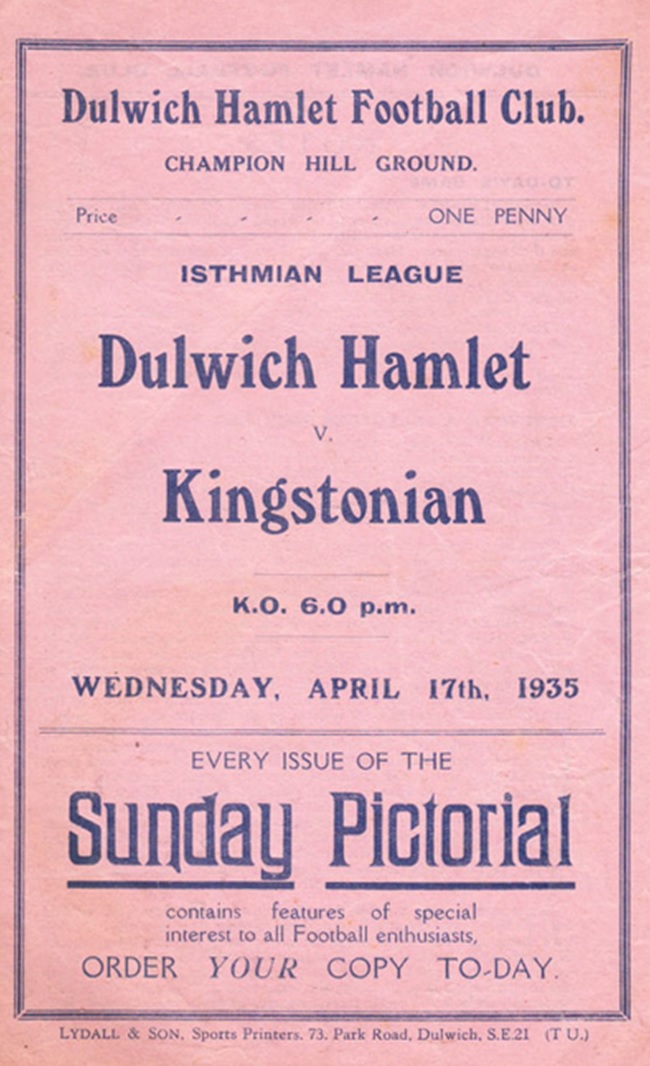 Dulwich Hamlet Football Club.
CHAMPION HILL GROUND.
Price - - - - ONE PENNY
ISTHMIAN LEAGUE
Dulwich Hamlet
v.
Kingstonian
K.O. 6.0 p.m.
WEDNESDAY, APRIL 17th, 1935
EVERY ISSUE OF THE
Sunday Pictorial
contains features of special
interest to all Football enthusiasts,
ORDER YOUR COPY TO-DAY.
LYDALL & SON, Sports Printers, 73, Park Road, Dulwich, S.E.21 (T U.)